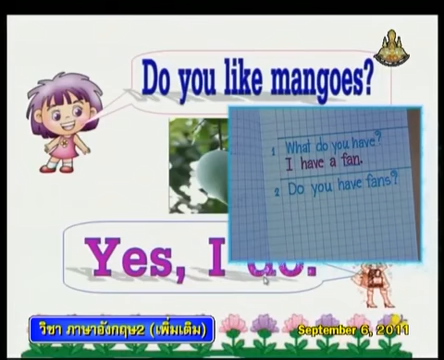 Do you like mangoes?
1 What do you have?
I have a fan.
2 Do you have fans?
Yes, I do.
วิชา ภาษาอังกฤษ2 (เพิ่มเติม)
September 6, 2011